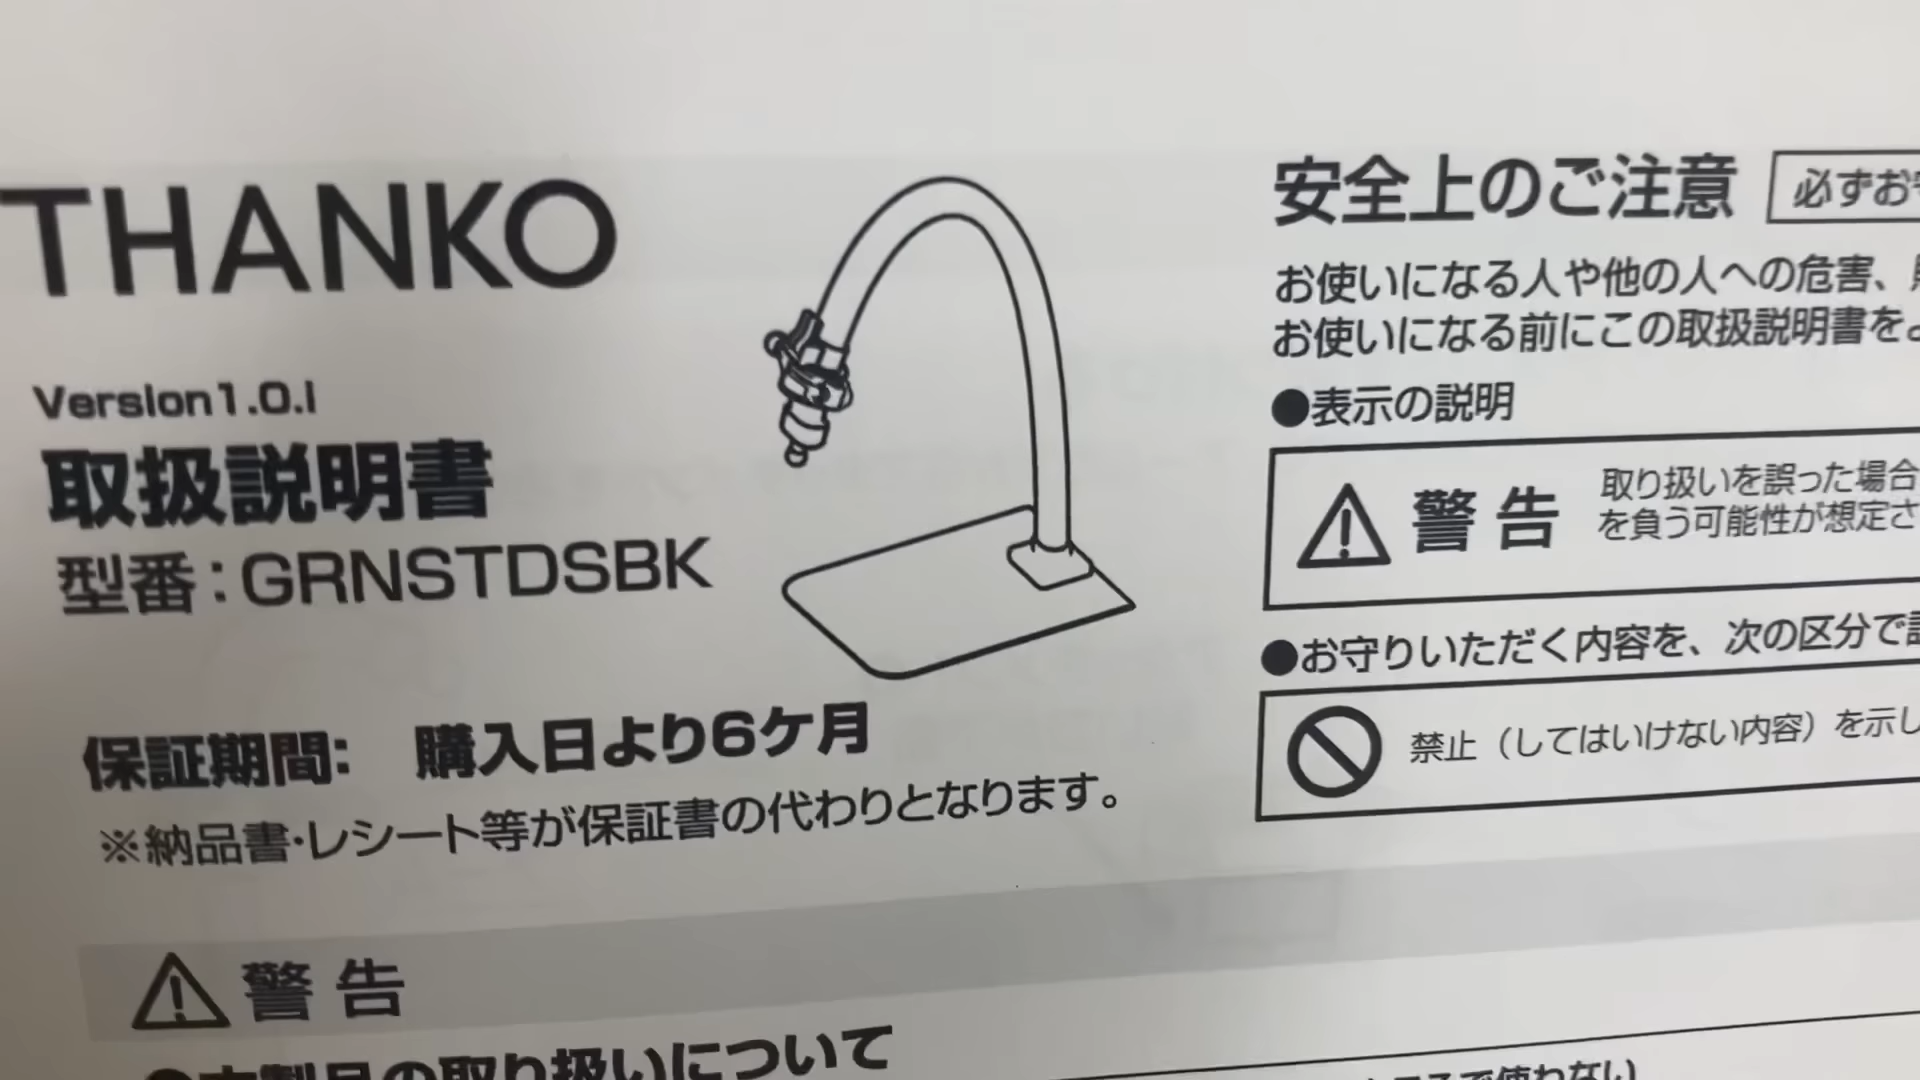 THANKO
Version1.0.I
取扱説明書
型番:GRNSTDSBK
保証期間: 購入日より6ケ月
※納品書・レシート等が保証書の代わりとなります。
警告
本製品の取り扱いについて
安全上のご注意
必ずお
お使いになる人や他の人への危害、
お使いになる前にこの取扱説明書を
●表示の説明
警告
取り扱いを誤った場合
を負う可能性が想定さ
●お守りいただく内容を、次の区分で
禁止(してはいけない内容)を示し
で使わない